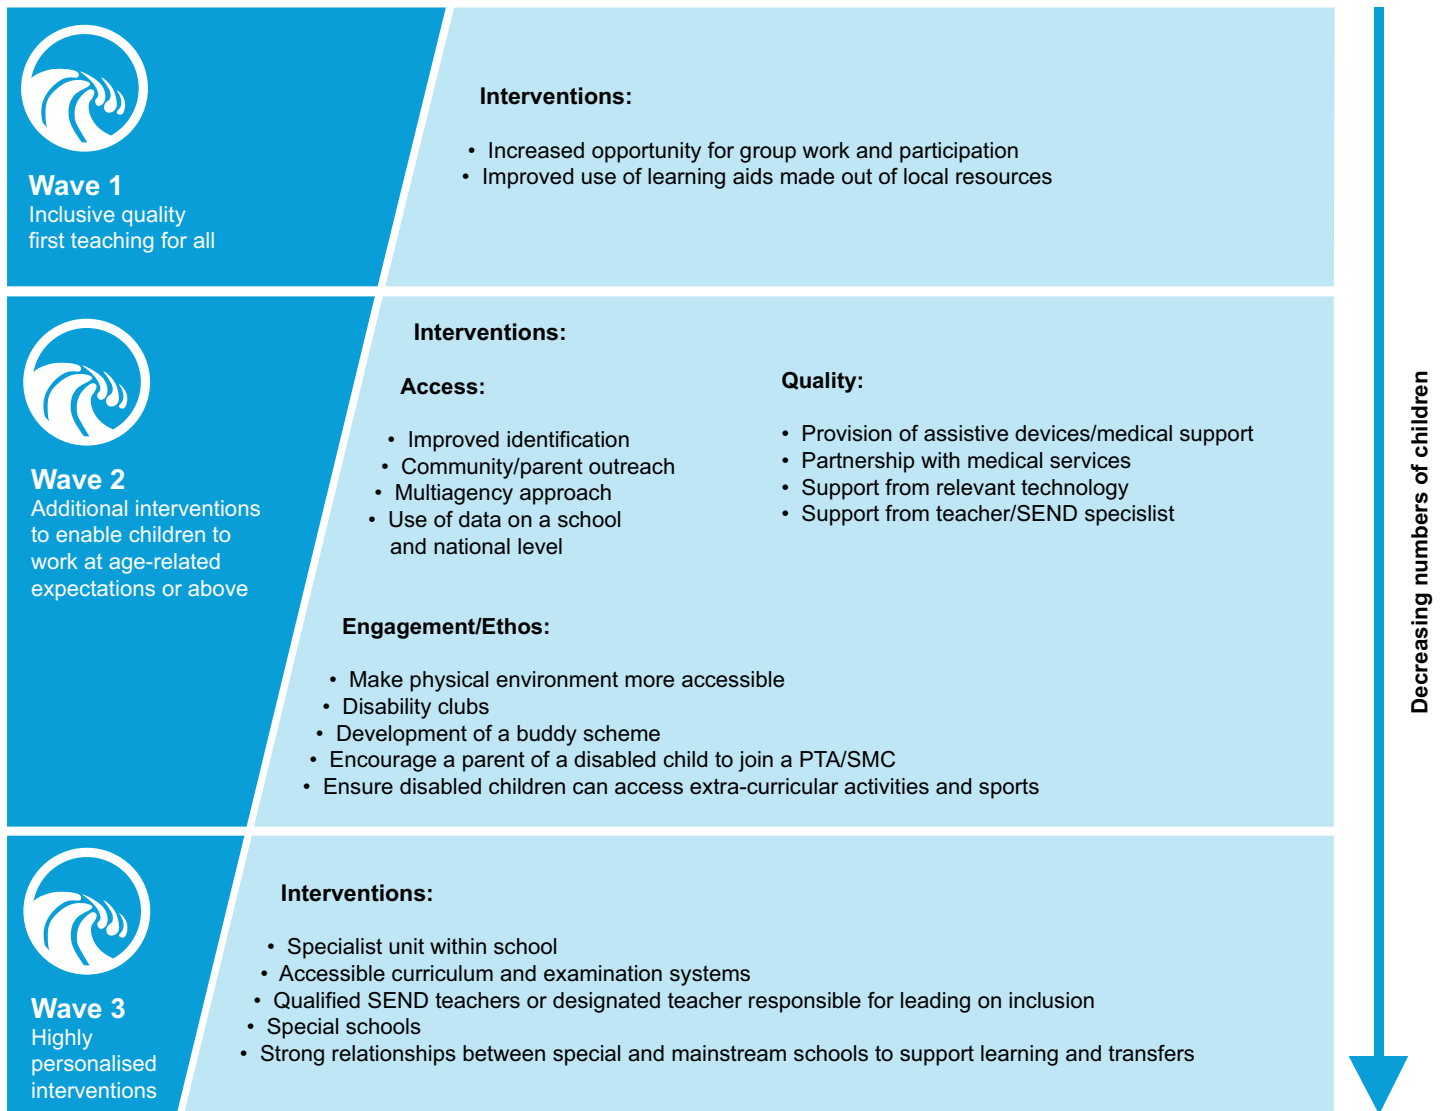 Wave 1
Inclusive quality
first teaching for all
Interventions:
• Increased opportunity for group work and participation
• Improved use of learning aids made out of local resources
Wave 2
Additional interventions
to enable children to
work at age-related
expectations or above
Interventions:
Access:
• Improved identification
• Community/parent outreach
• Multiagency approach
• Use of data on a school
and national level
Quality:
• Provision of assistive devices/medical support
• Partnership with medical services
• Support from relevant technology
• Support from teacher/SEND specislist
Engagement/Ethos:
• Make physical environment more accessible
• Disability clubs
• Development of a buddy scheme
• Encourage a parent of a disabled child to join a PTA/SMC
• Ensure disabled children can access extra-curricular activities and sports
Wave 3
Highly
personalised
interventions
Interventions:
• Specialist unit within school
• Accessible curriculum and examination systems
• Qualified SEND teachers or designated teacher responsible for leading on inclusion
• Special schools
• Strong relationships between special and mainstream schools to support learning and transfers
Decreasing numbers of children